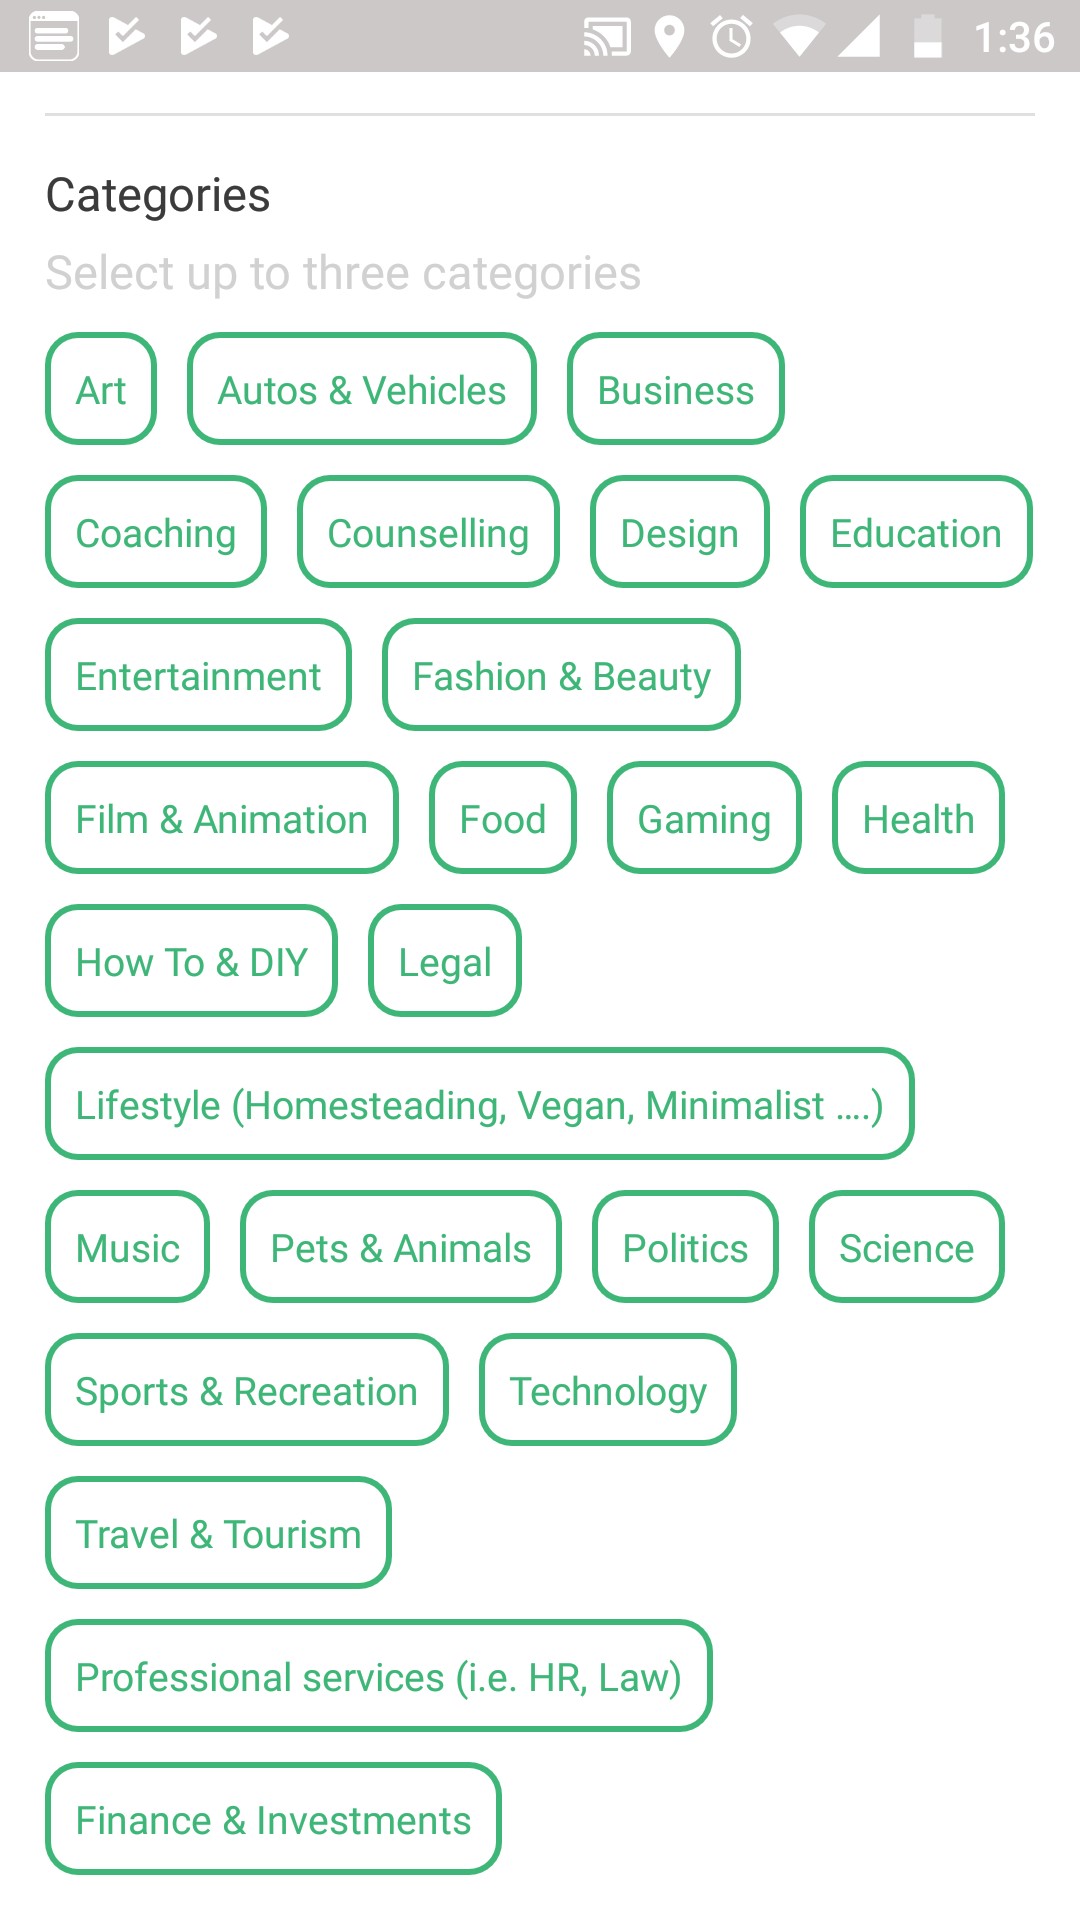 1:36
Categories
Select up to three categories
Art Autos & Vehicles Business
Coaching Counselling Design Education
Entertainment Fashion & Beauty
Film & Animation Food Gaming Health
How To & DIY Legal
Lifestyle (Homesteading, Vegan, Minimalist ....)
Music Pets & Animals Politics Science
Sports & Recreation Technology
Travel & Tourism
Professional services (i.e. HR, Law)
Finance & Investments